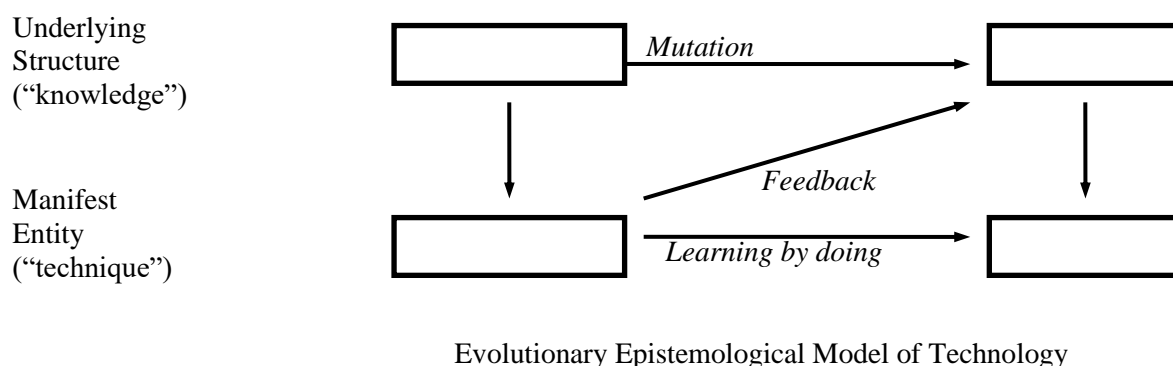 Underlying
Structure
(“knowledge”)
Mutation
Manifest
Entity
(“technique”)
Feedback
Learning by doing
Evolutionary Epistemological Model of Technology